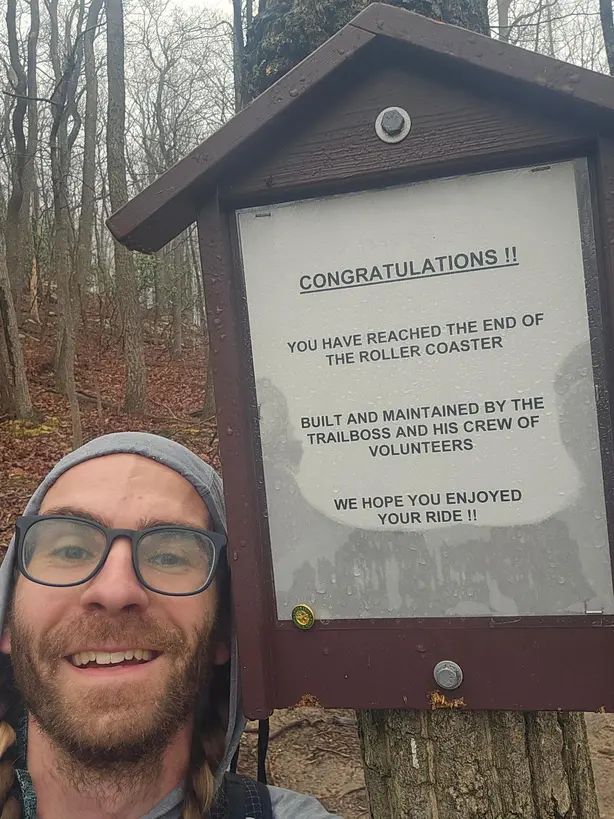 CONGRATULATIONS !!
YOU HAVE REACHED THE END OF
THE ROLLER COASTER
BUILT AND MAINTAINED BY THE
TRAILBOSS AND HIS CREW OF
VOLUNTEERS
WE HOPE YOU ENJOYED
YOUR RIDE !!